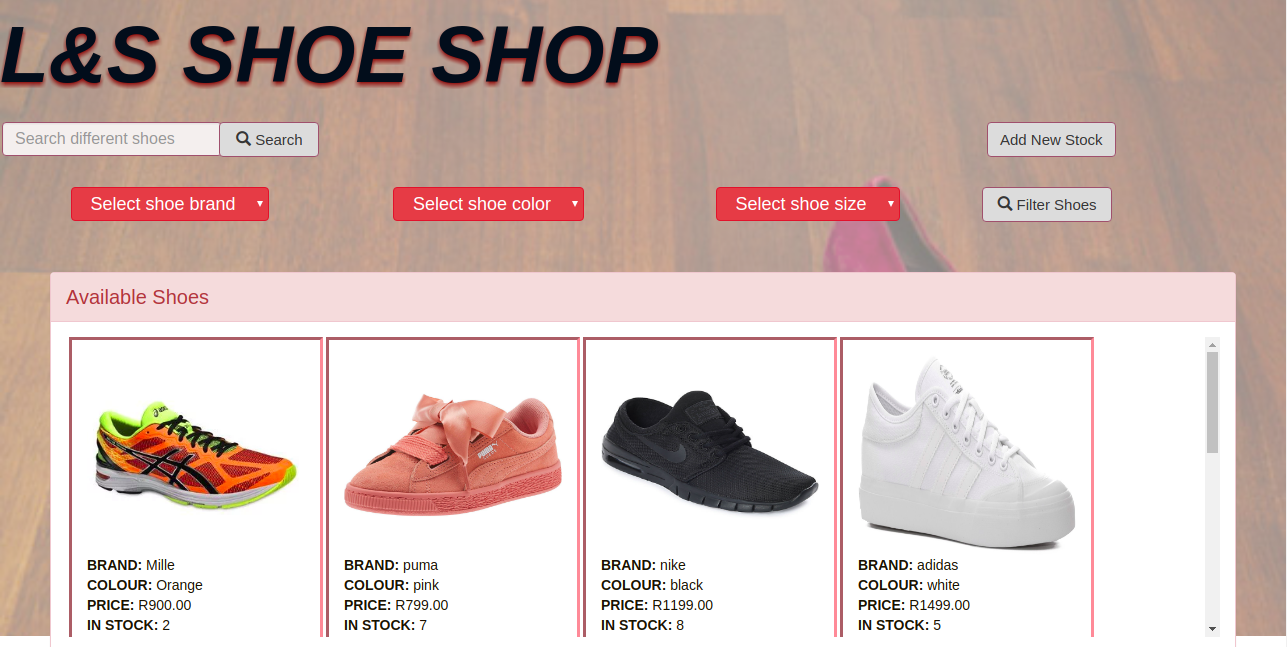 L&S SHOE SHOP
Search different shoes
Search
Add New Stock
Select shoe brand
Select shoe color
Select shoe size
Filter Shoes
Available Shoes
BRAND: Mille
COLOUR: Orange
PRICE: R900.00
IN STOCK: 2
PUMA
BRAND: puma
COLOUR: pink
PRICE: R799.00
IN STOCK: 7
BRAND: nike
COLOUR: black
PRICE: R1199.00
IN STOCK: 8
BRAND: adidas
COLOUR: white
PRICE: R1499.00
IN STOCK: 5